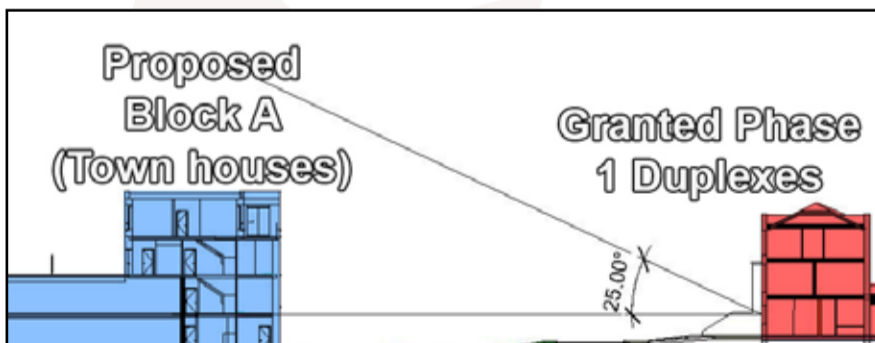 Proposed
Block A
(Town houses)
Granted Phase
1 Duplexes
25.00°